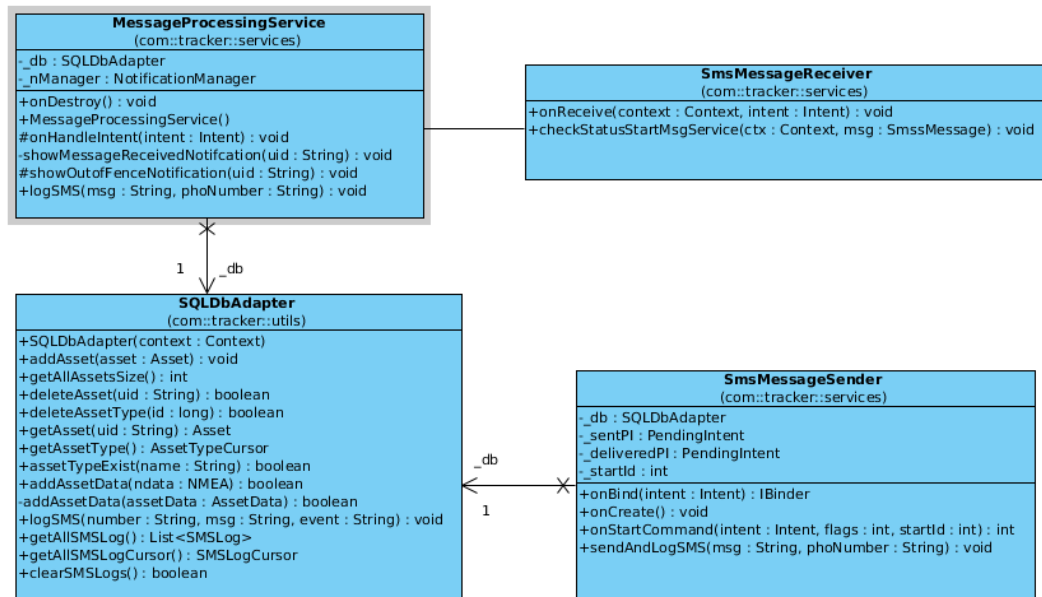 MessageProcessingService
(com::tracker::services)
-_db : SQLDbAdapter
-_nManager : NotificationManager
+onDestroy() : void
+MessageProcessingService()
#onHandleIntent(intent : Intent) : void
-showMessageReceivedNotifcation(uid : String) : void
#showOutofFenceNotification(uid : String) : void
+logSMS(msg : String, phoNumber : String) : void
SmsMessageReceiver
(com::tracker::services)
+onReceive(context : Context, intent : Intent) : void
+checkStatusStartMsgService(ctx : Context, msg : SmssMessage) : void
1 _db
SQLDbAdapter
(com::tracker::utils)
+SQLDbAdapter(context : Context)
+addAsset(asset : Asset) : void
+getAllAssetsSize() : int
+deleteAsset(uid : String) : boolean
+deleteAssetType(id : long) : boolean
+getAsset(uid : String) : Asset
+getAssetType() : AssetTypeCursor
+assetTypeExist(name : String) : boolean
+addAssetData(ndata : NMEA) : boolean
-addAssetData(assetData : AssetData) : boolean
+logSMS(number : String, msg : String, event : String) : void
+getAllSMSLog() : List<SMSLog>
+getAllSMSLogCursor() : SMSLogCursor
+clearSMSLogs() : boolean
_db
1
SmsMessageSender
(com::tracker::services)
-_db : SQLDbAdapter
-_sentPI : PendingIntent
-_deliveredPI : PendingIntent
-_startId : int
+onBind(intent : Intent) : IBinder
+onCreate() : void
+onStartCommand(intent : Intent, flags : int, startId : int) : int
+sendAndLogSMS(msg : String, phoNumber : String) : void